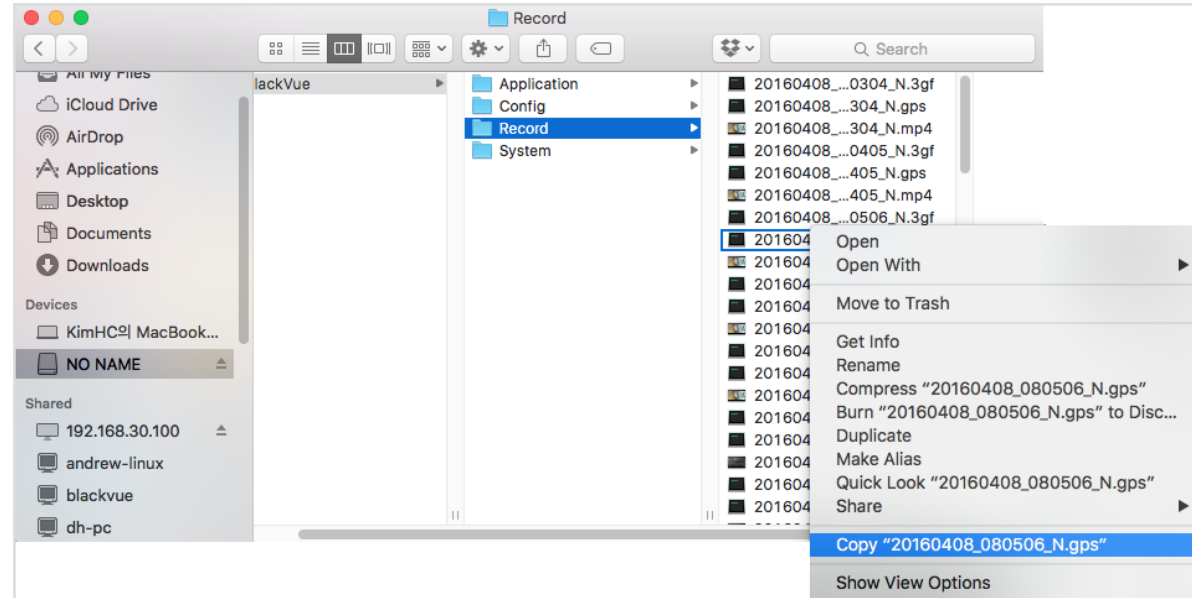 Record
Search
All My Files
iCloud Drive
AirDrop
Applications
Desktop
Documents
Downloads
Devices
KimHC의 MacBook...
NO NAME
Shared
192.168.30.100
andrew-linux
blackvue
dh-pc
lackVue
Application
Config
Record
System
20160408_...0304_N.3gf
20160408_...304_N.gps
20160408_...304_N.mp4
20160408_...0405_N.3gf
20160408_...405_N.gps
20160408_...405_N.mp4
20160408_...0506_N.3gf
201604
201604
201604
201604
201604
201604
201604
201604
201604
201604
201604
201604
201604
Open
Open With
Move to Trash
Get Info
Rename
Compress “20160408_080506_N.gps”
Burn “20160408_080506_N.gps” to Disc...
Duplicate
Make Alias
Quick Look “20160408_080506_N.gps”
Share
Copy “20160408_080506_N.gps”
Show View Options